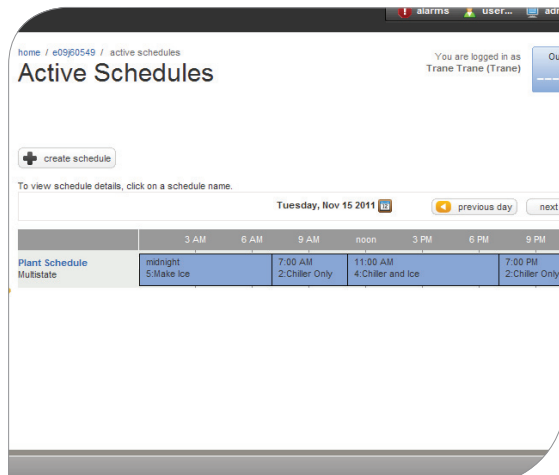 alarms user...
home / e09j60549 / active schedules
Active Schedules
You are logged in as
Trane Trane (Trane)
create schedule
To view schedule details, click on a schedule name.
Tuesday, Nov 15 2011
previous day
next
3 AM 6 AM 9 AM noon 3 PM 6 PM 9 PM
Plant Schedule
Multistate
midnight
5:Make Ice
7:00 AM
2:Chiller Only
11:00 AM
4:Chiller and Ice
7:00 PM
2:Chiller Only